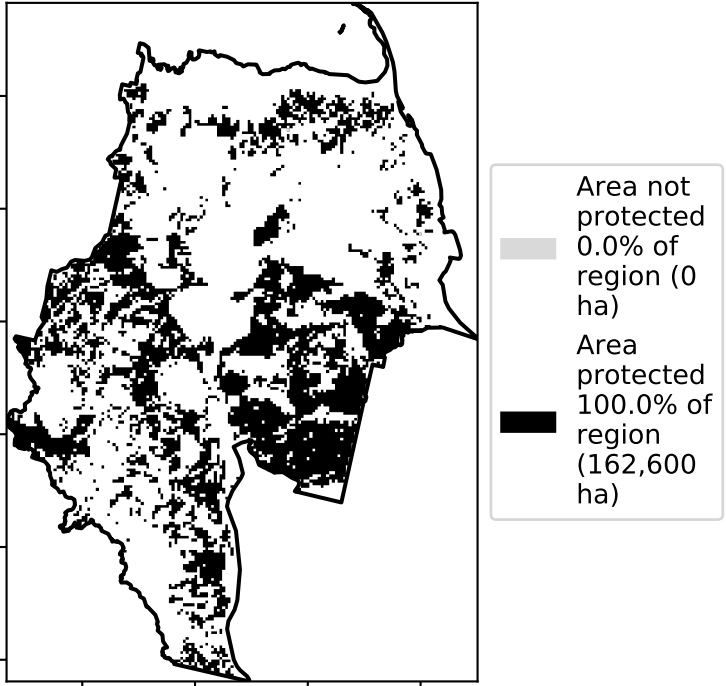 Area not
protected
0.0% of
region (0
ha)
Area
protected
100.0% of
region
(162,600
ha)